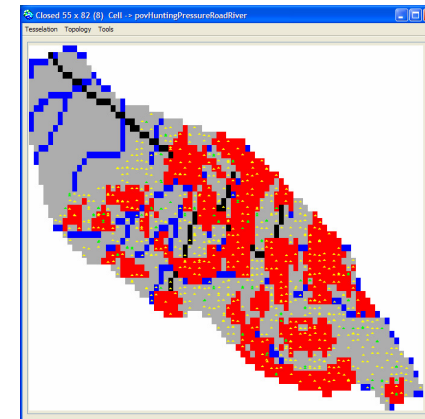 Closed 55 x 82 (8) Cell -> povHuntingPressureRoadRiver
Tesselation Topology Tools